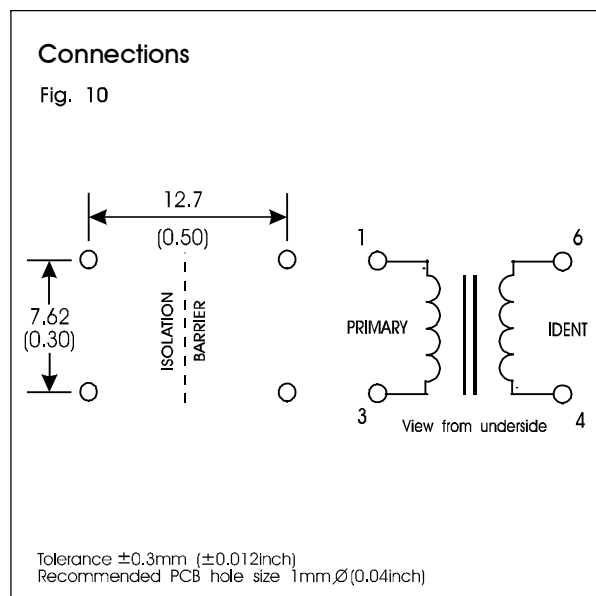 Connections
Fig. 10
12.7
(0.50)
7.62
(0.30)
ISOLATION
BARRIER
1
6
PRIMARY
IDENT
3
4
View from underside
Tolerance ±0.3mm (±0.012inch)
Recommended PCB hole size 1mm Ø (0.04inch)